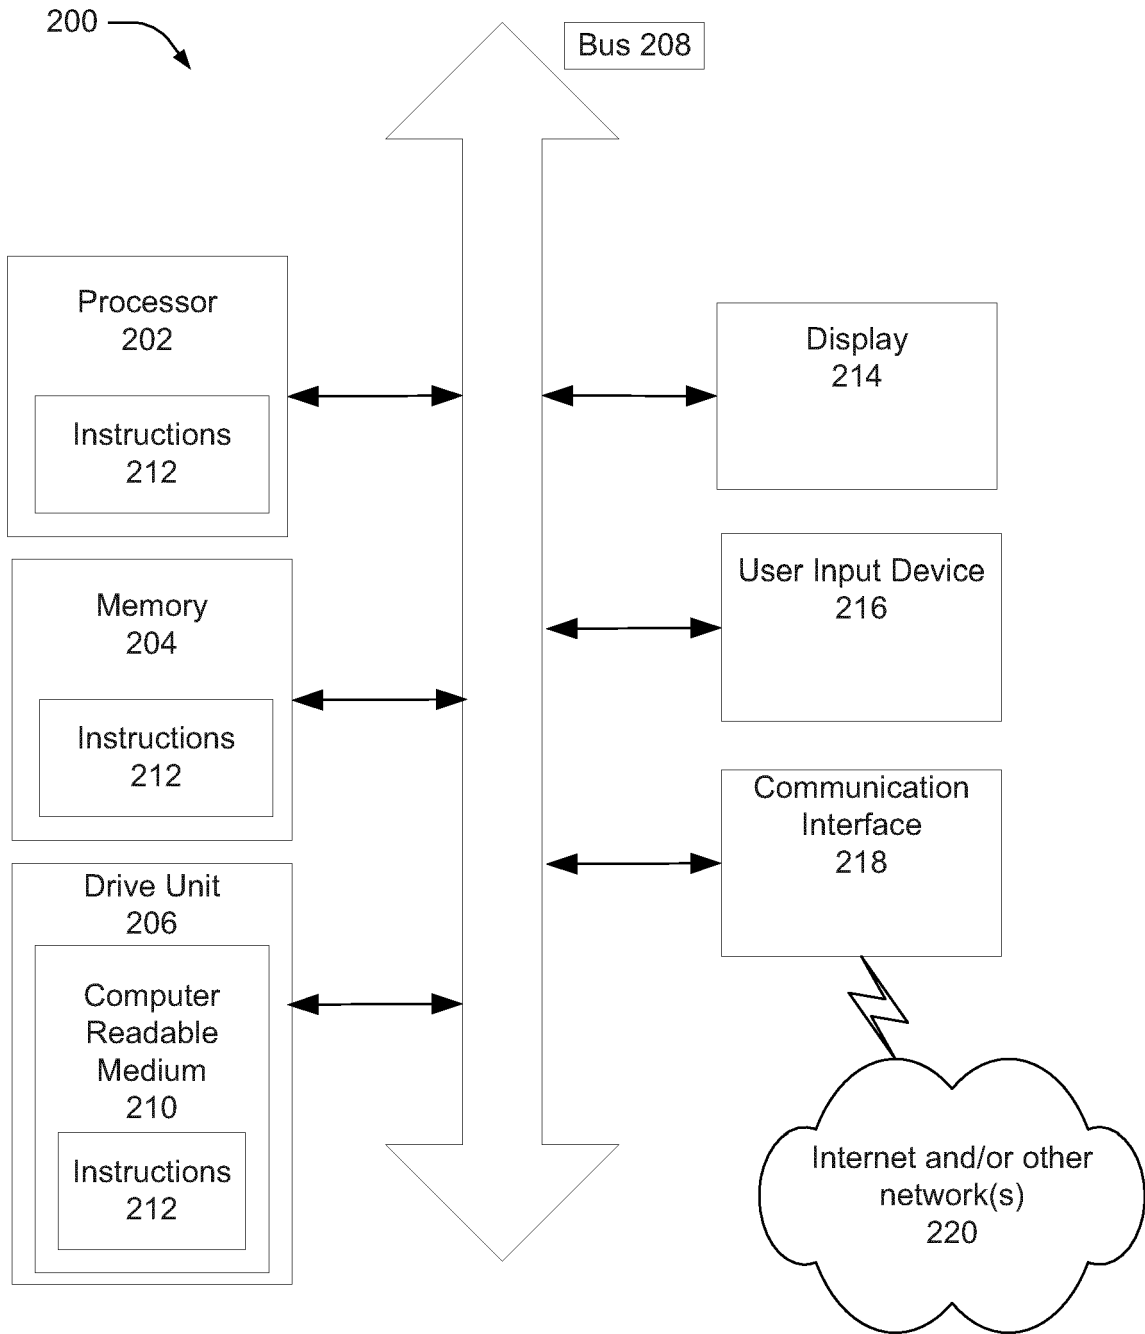 200
Bus 208
Processor
202
Instructions
212
Memory
204
Instructions
212
Drive Unit
206
Computer
Readable
Medium
210
Instructions
212
Display
214
User Input Device
216
Communication
Interface
218
Internet and/or other
network(s)
220